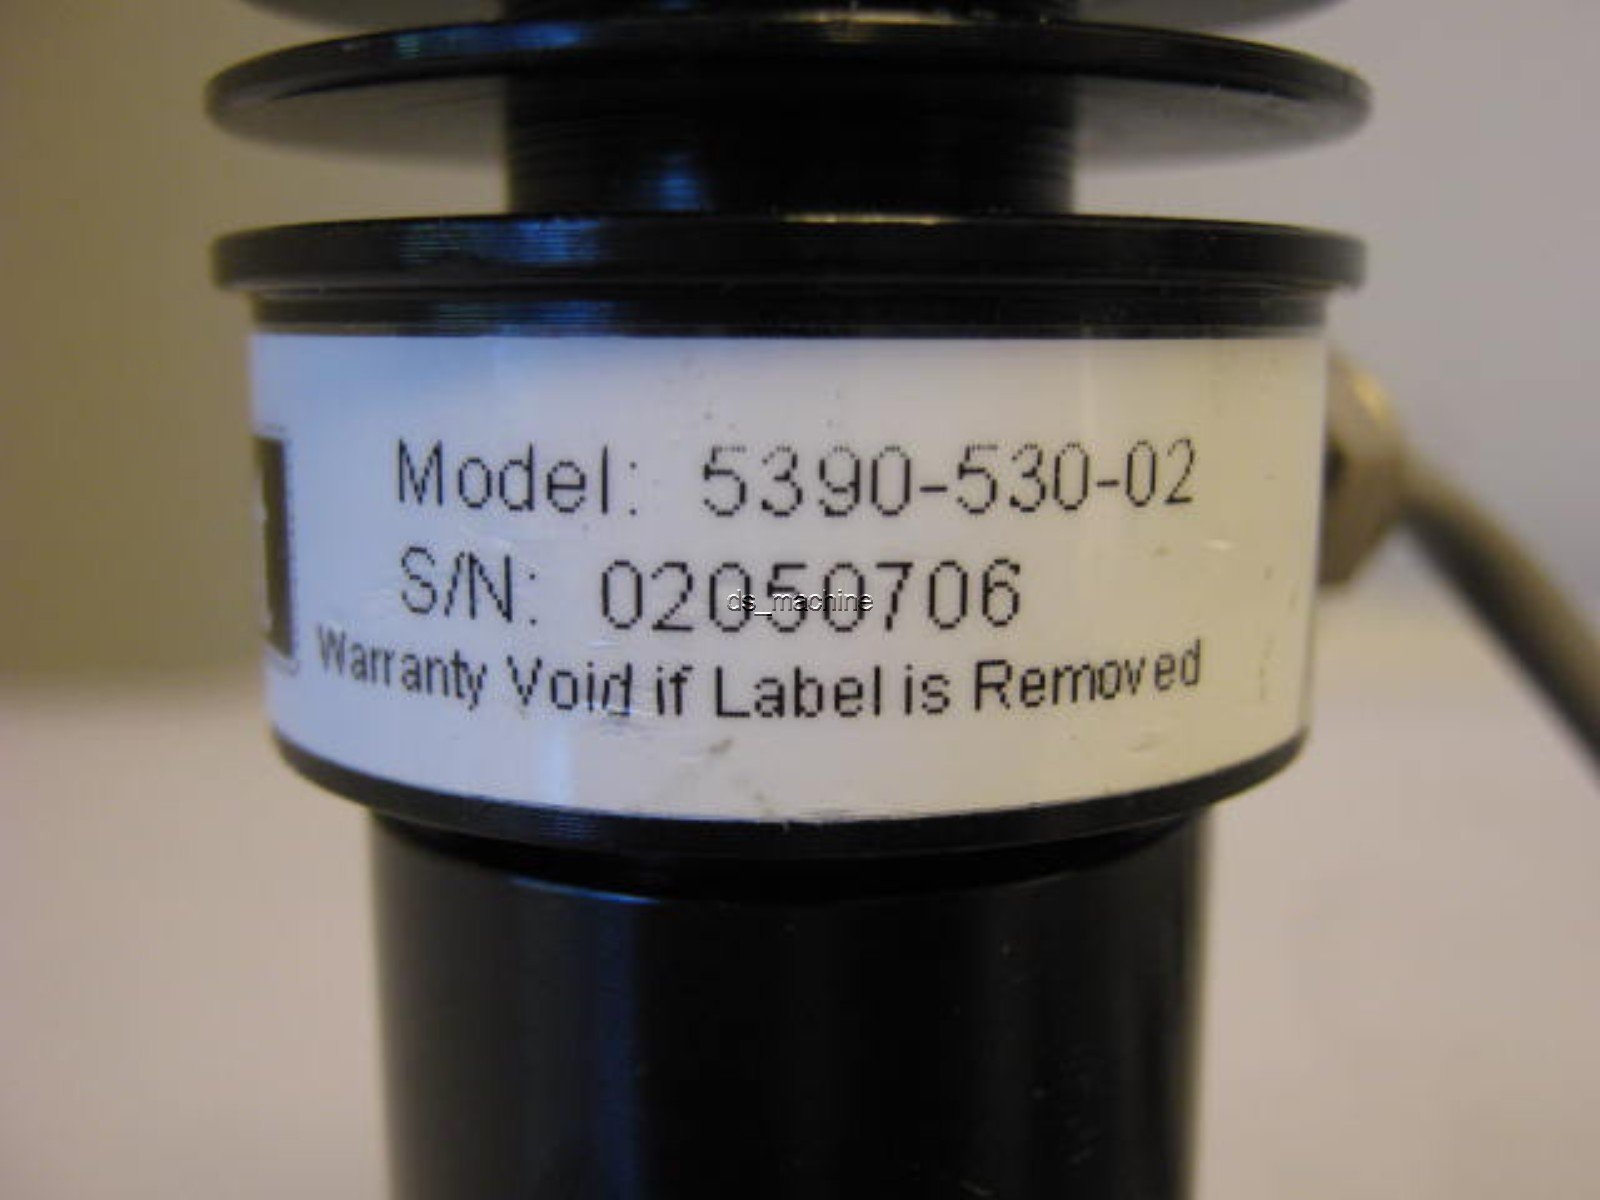 Model: 5390-530-02
S/N: 02050706
ds_machine
Warranty Void if Label is Removed